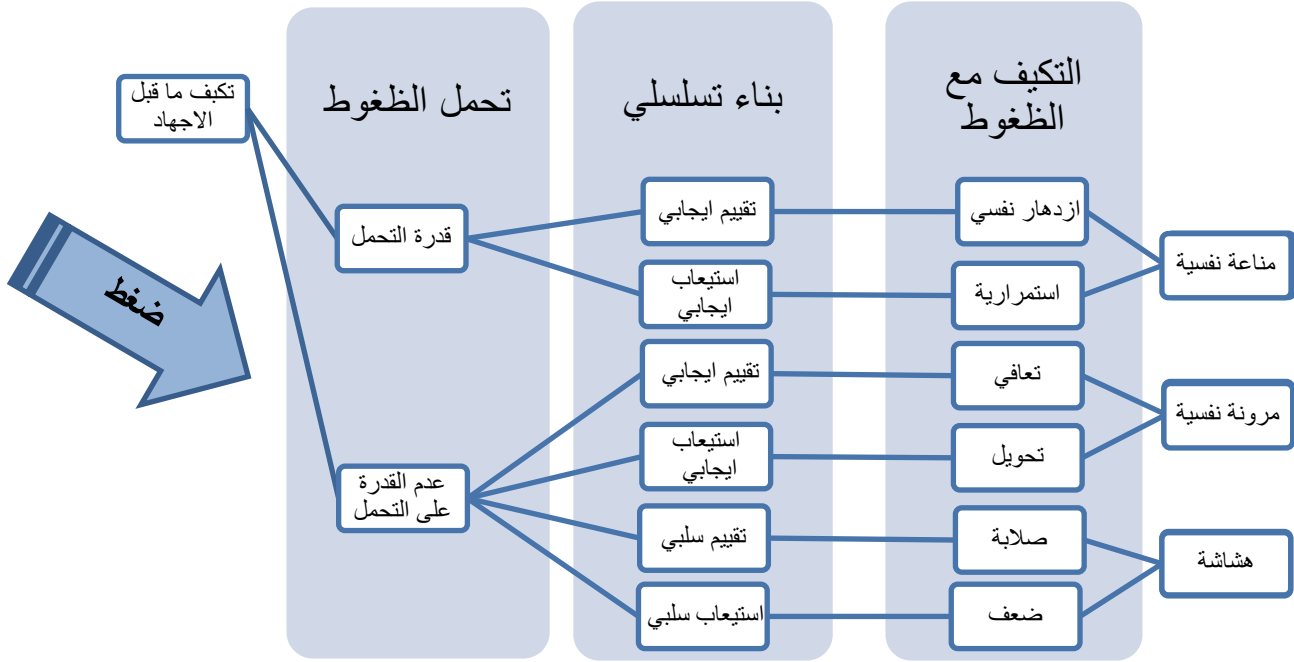 التكيف مع
الظغوط
بناء تسلسلي
تحمل الظغوط
تكبف ما قبل
الاجهاد
ضغط
قدرة التحمل
عدم القدرة
على التحمل
تقييم ايجابي
استيعاب
ايجابي
تقييم ايجابي
استيعاب
ايجابي
تقييم سلبي
استيعاب سلبي
ازدهار نفسي
استمرارية
تعافي
تحويل
صلابة
ضعف
مناعة نفسية
مرونة نفسية
هشاشة